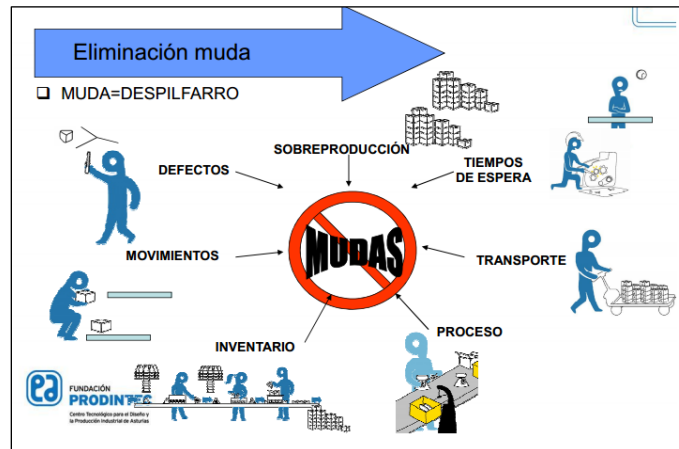 Eliminación muda
MUDA=DESPILFARRO
SOBREPRODUCCIÓN
DEFECTOS
TIEMPOS
DE ESPERA
MUDAS
MOVIMIENTOS
TRANSPORTE
INVENTARIO
PROCESO
FUNDACIÓN
PRODINTEC
Centro Tecnológico para el Diseño y
la Producción Industrial de Asturias